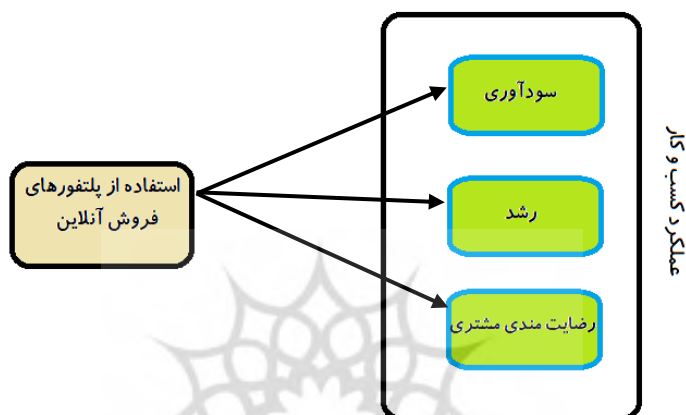 استفاده از پلتفورهای
فروش آنلاین
سودآوری
رشد
رضایت مندی مشتری
عملکرد کسب و کار